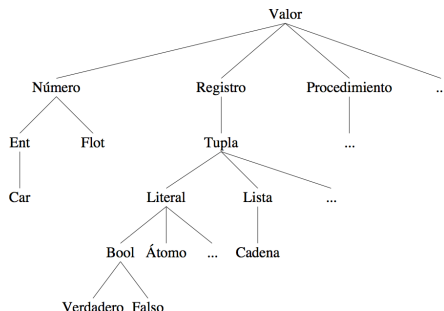 Valor
Número Registro Procedimiento ...
Ent Flot Tupla ...
Car Literal Lista ...
Bool Átomo ... Cadena
Verdadero Falso